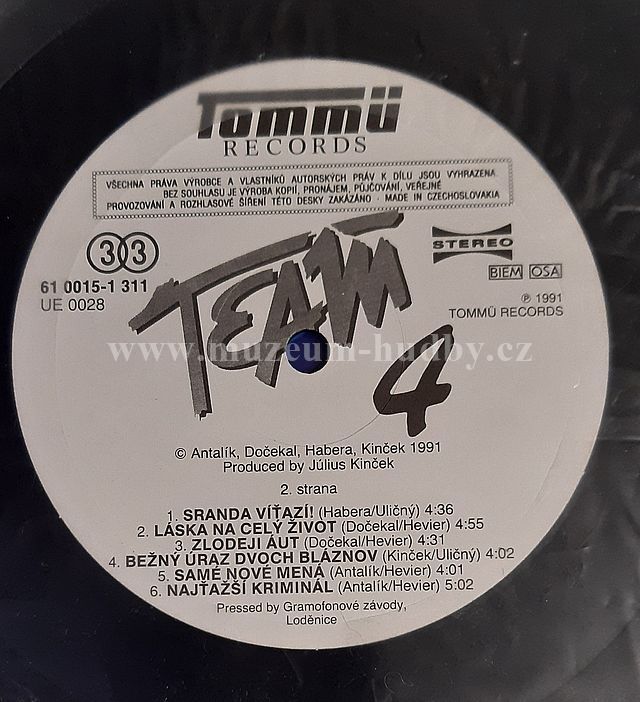 Tommü
RECORDS
VŠECHNA PRÁVA VÝROBCE A VLASTNÍKŮ AUTORSKÝCH PRÁV K DÍLU JSOU VYHRAZENA.
BEZ SOUHLASU JE VÝROBA KOPIÍ, PRONÁJEM, PŮJČOVÁNÍ, VEŘEJNÉ
PROVOZOVÁNÍ A ROZHLASOVÉ ŠÍŘENÍ TÉTO DESKY ZAKÁZÁNO - MADE IN CZECHOSLOVAKIA
33
61 0015-1 311
UE 0028
STEREO
BIEM OSA
℗ 1991
TOMMÜ RECORDS
TEAM
4
www.muzeum-hudby.cz
© Antalík, Dočekal, Habera, Kinček 1991
Produced by Július Kinček
2. strana
1. SRANDA VÍŤAZÍ! (Habera/Uličný) 4:36
2. LÁSKA NA CELÝ ŽIVOT (Dočekal/Hevier) 4:55
3. ZLODEJI ÁUT (Dočekal/Hevier) 4:31
4. BEŽNÝ ÚRAZ DVOCH BLÁZNOV (Kinček/Uličný) 4:02
5. SAMÉ NOVÉ MENÁ (Antalík/Hevier) 4:01
6. NAJŤAŽŠÍ KRIMINÁL (Antalík/Hevier) 5:02
Pressed by Gramofonové závody,
Loděnice